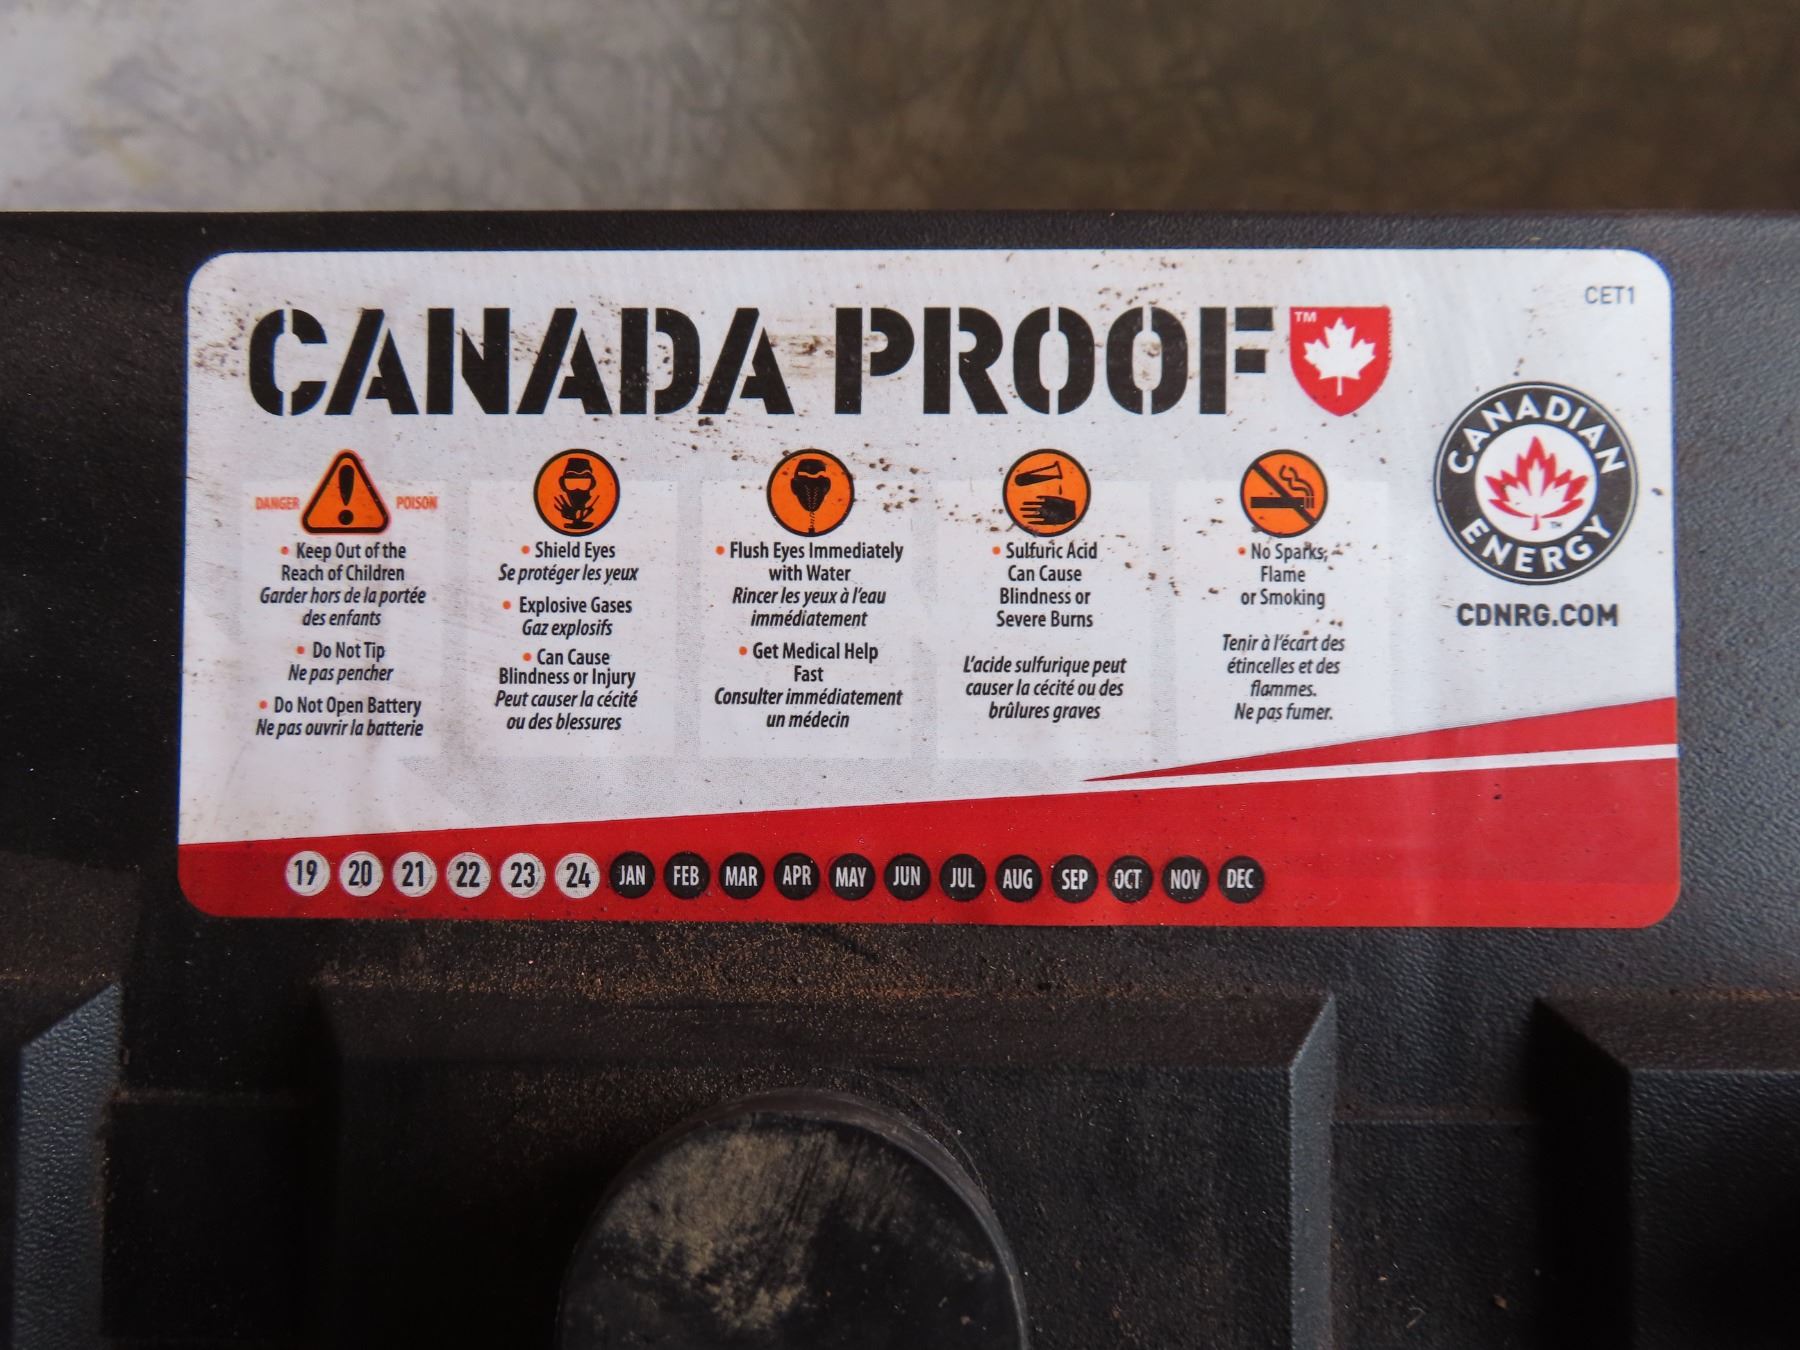 CET1
CANADA PROOF
TM
DANGER POISON
• Keep Out of the
Reach of Children
Garder hors de la portée
des enfants
• Do Not Tip
Ne pas pencher
• Do Not Open Battery
Ne pas ouvrir la batterie
• Shield Eyes
Se protéger les yeux
• Explosive Gases
Gaz explosifs
• Can Cause
Blindness or Injury
Peut causer la cécité
ou des blessures
• Flush Eyes Immediately
with Water
Rincer les yeux à l'eau
immédiatement
• Get Medical Help
Fast
Consulter immédiatement
un médecin
• Sulfuric Acid
Can Cause
Blindness or
Severe Burns
L'acide sulfurique peut
causer la cécité ou des
brûlures graves
• No Sparks,
Flame
or Smoking
Tenir à l'écart des
étincelles et des
flammes.
Ne pas fumer.
CANADIAN
TM
ENERGY
CDNRG.COM
19 20 21 22 23 24 JAN FEB MAR APR MAY JUN JUL AUG SEP OCT NOV DEC